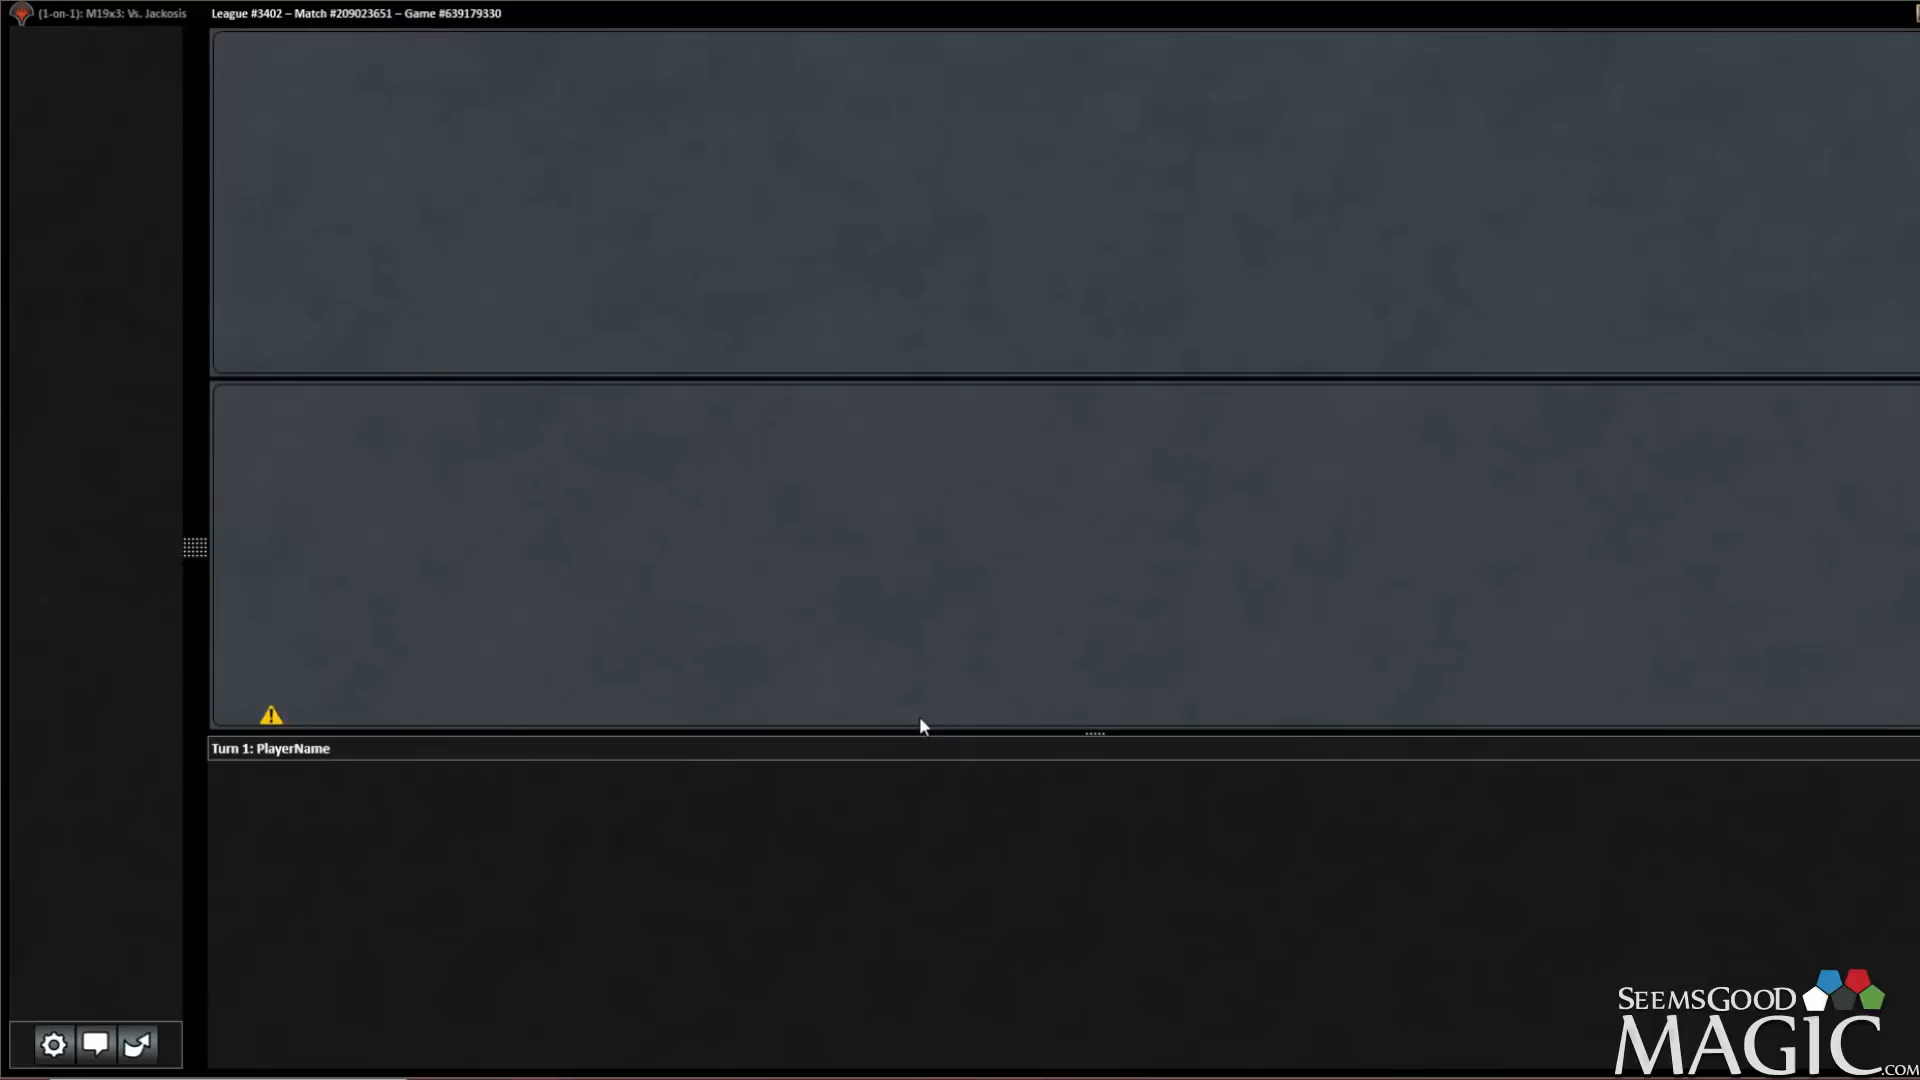 (1-on-1): M19x3: Vs. Jackosis
League #3402 – Match #209023651 – Game #639179330
Turn 1: PlayerName
SEEMSGOOD
MAGIC.COM